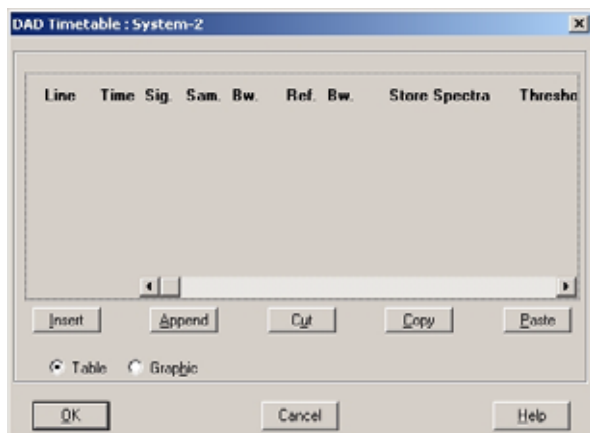 DAD Timetable : System-2
Line Time Sig. Sam. Bw. Ref. Bw. Store Spectra Thresho
Insert Append Cut Copy Paste
Table Graphic
OK Cancel Help